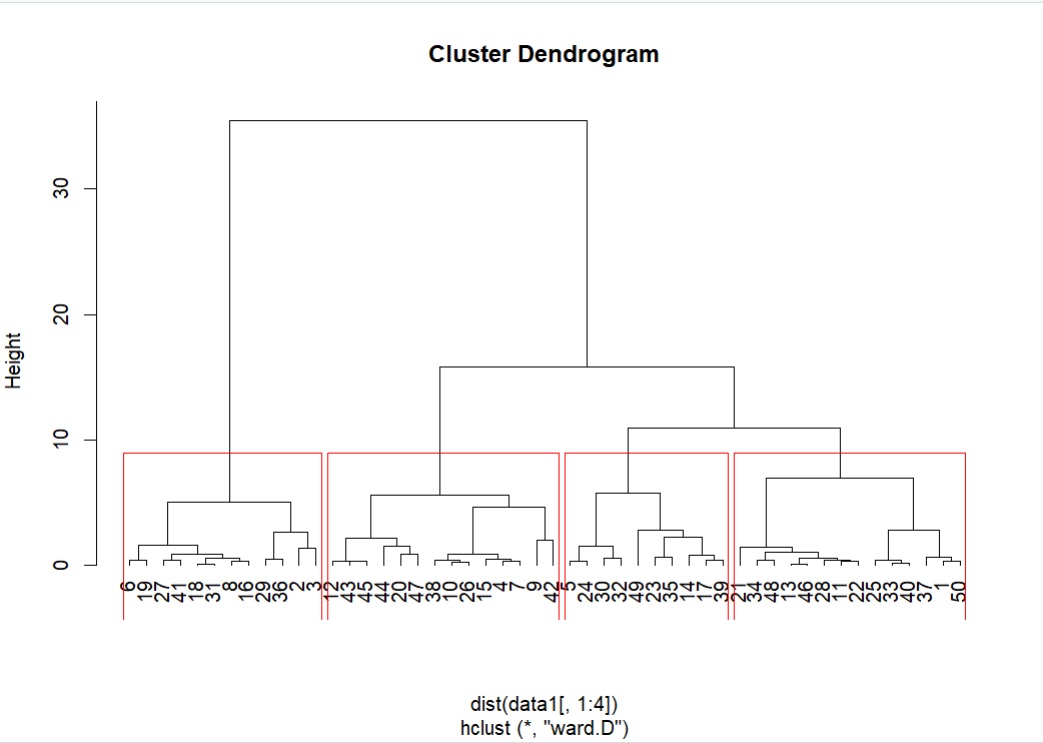 Cluster Dendrogram
Height
30
20
10
0
6 19 27 41 18 31 8 16 29 36 2 3 12 43 45 44 20 47 38 10 26 15 4 7 9 42 5 24 30 32 49 23 35 14 17 39 21 34 48 13 46 28 11 22 25 33 40 37 1 50
dist(data1[, 1:4])
hclust (*, "ward.D")